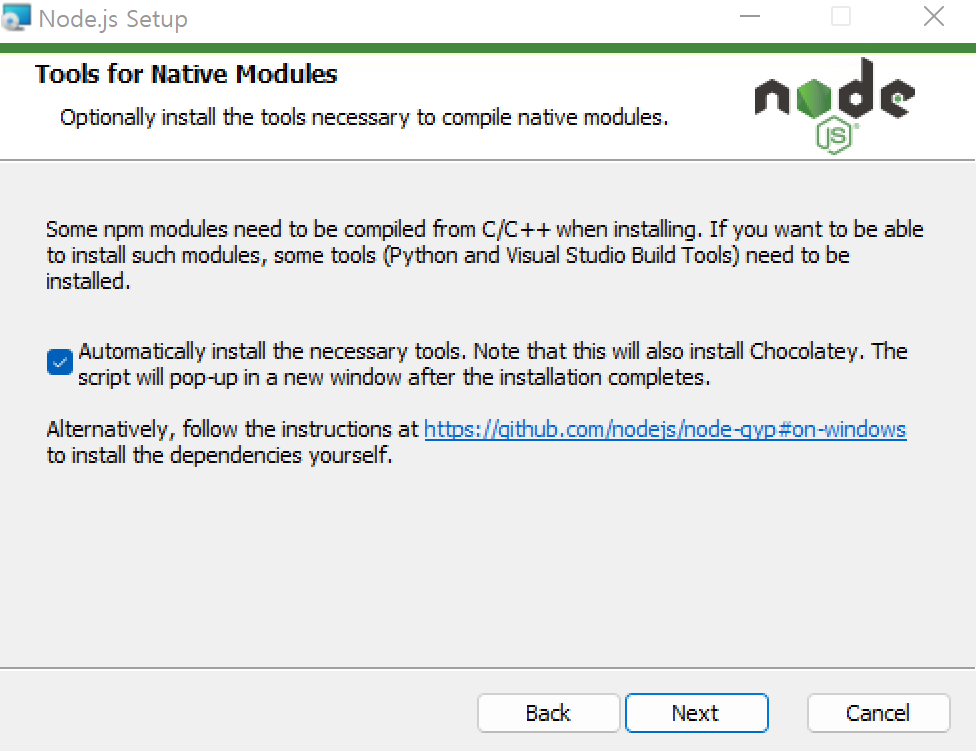 Node.js Setup
Tools for Native Modules
Optionally install the tools necessary to compile native modules.
node
JS
Some npm modules need to be compiled from C/C++ when installing. If you want to be able
to install such modules, some tools (Python and Visual Studio Build Tools) need to be
installed.
Automatically install the necessary tools. Note that this will also install Chocolatey. The
script will pop-up in a new window after the installation completes.
Alternatively, follow the instructions at https://github.com/nodejs/node-gyp#on-windows
to install the dependencies yourself.
Back Next Cancel